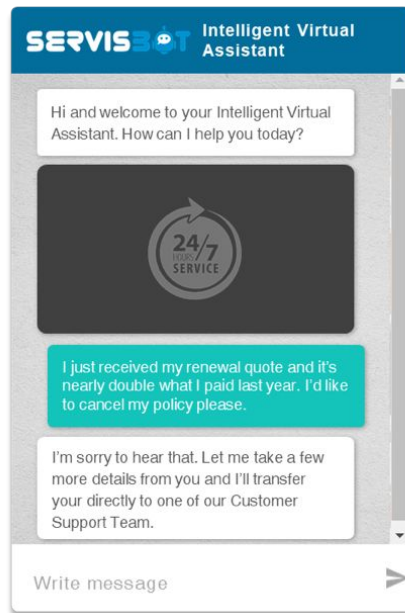 SERVISBOT
Intelligent Virtual
Assistant
Hi and welcome to your Intelligent Virtual
Assistant. How can I help you today?
24/7
HOURS
SERVICE
I just received my renewal quote and it's
nearly double what I paid last year. I'd like
to cancel my policy please.
I'm sorry to hear that. Let me take a few
more details from you and I'll transfer
your directly to one of our Customer
Support Team.
Write message